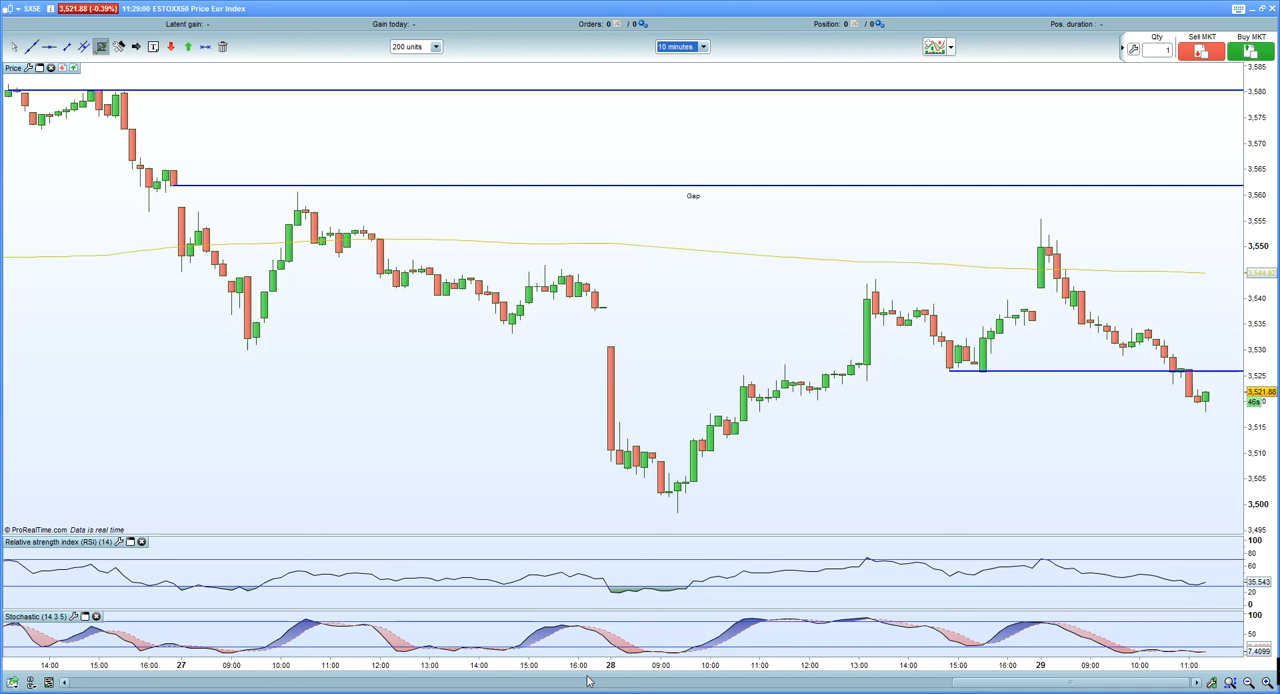 SX5E 3,521.88 (-0.39%) 11:29:00 ESTOXX50 Price Eur Index
Latent gain: - Gain today: - Orders: 0 / 0 Position: 0 / 0 Pos. duration : -
200 units 10 minutes Qty Sell MKT Buy MKT
1
Price
3,585
3,580
3,575
3,570
3,565
3,560
Gap
3,555
3,550
3,544.92
3,540
3,535
3,530
3,525
3,521.88
46s
3,515
3,510
3,505
3,500
3,495
© ProRealTime.com Data is real time
Relative strength index (RSI) (14)
100
80
60
35.543
20
0
Stochastic (14 3 5)
100
50
7.4099
14:00 15:00 16:00 27 09:00 10:00 11:00 12:00 13:00 14:00 15:00 16:00 28 09:00 10:00 11:00 12:00 13:00 14:00 15:00 16:00 29 09:00 10:00 11:00